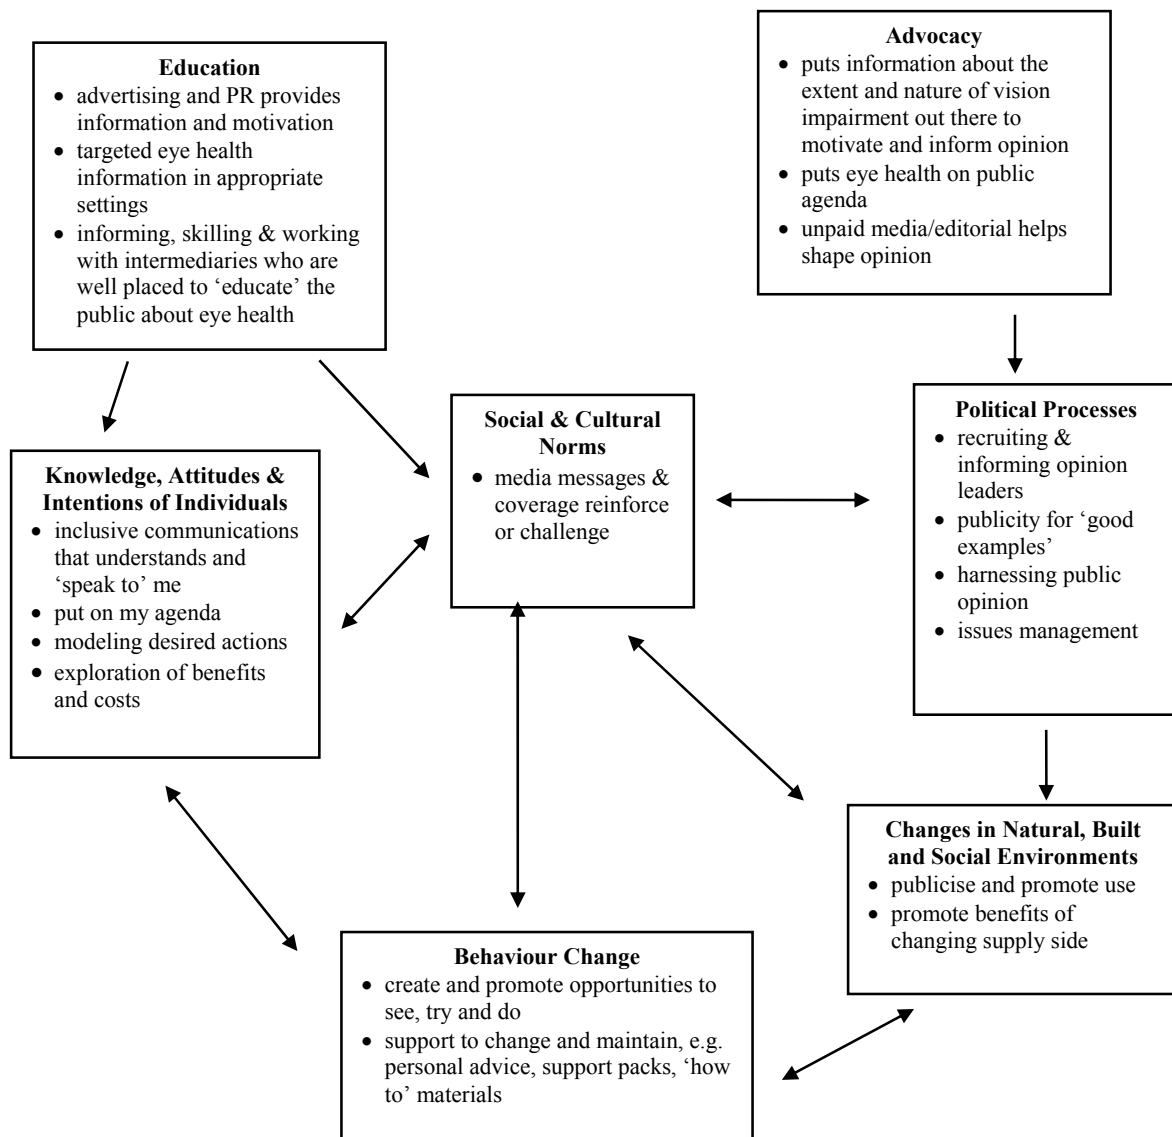 Education
• advertising and PR provides
information and motivation
• targeted eye health
information in appropriate
settings
• informing, skilling & working
with intermediaries who are
well placed to ‘educate’ the
public about eye health
Advocacy
• puts information about the
extent and nature of vision
impairment out there to
motivate and inform opinion
• puts eye health on public
agenda
• unpaid media/editorial helps
shape opinion
Knowledge, Attitudes &
Intentions of Individuals
• inclusive communications
that understands and
‘speak to’ me
• put on my agenda
• modeling desired actions
• exploration of benefits
and costs
Social & Cultural
Norms
• media messages &
coverage reinforce
or challenge
Political Processes
• recruiting &
informing opinion
leaders
• publicity for ‘good
examples’
• harnessing public
opinion
• issues management
Changes in Natural, Built
and Social Environments
• publicise and promote use
• promote benefits of
changing supply side
Behaviour Change
• create and promote opportunities to
see, try and do
• support to change and maintain, e.g.
personal advice, support packs, ‘how
to’ materials